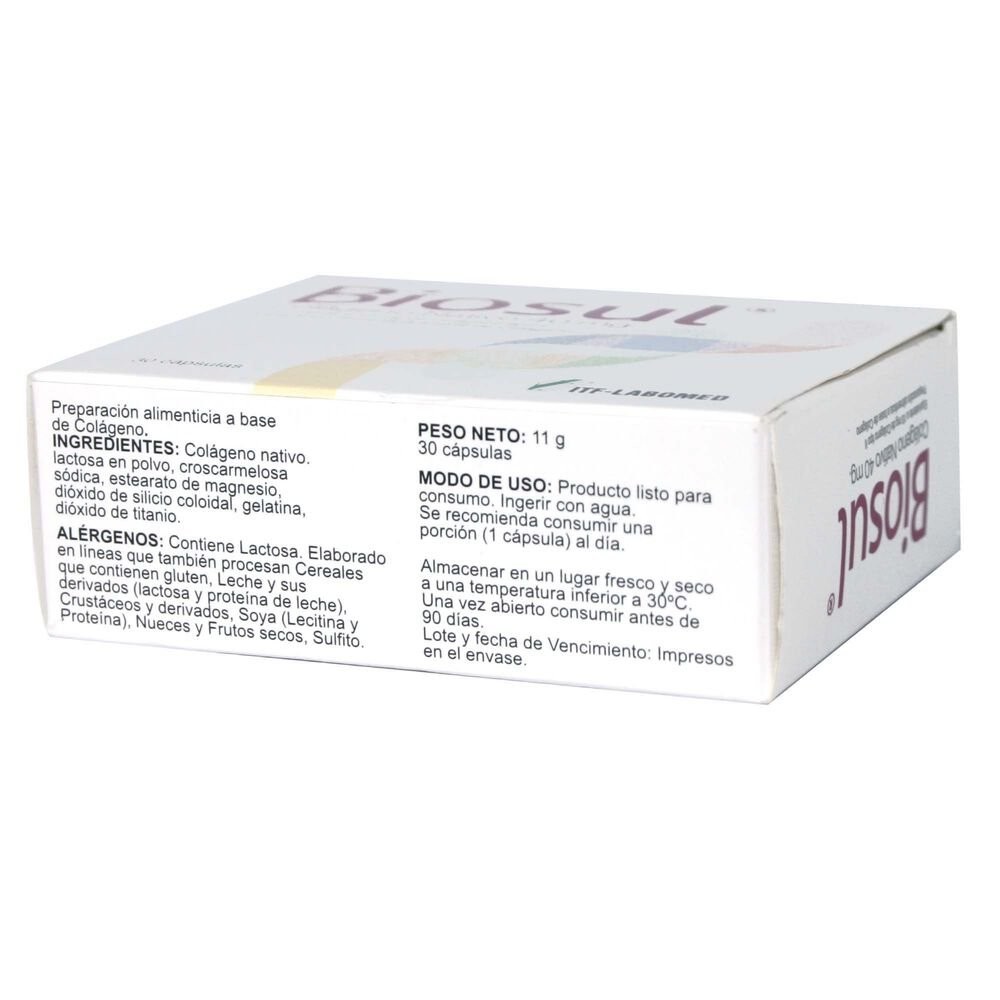 Biosul®
30 cápsulas
ITF-LABOMED
Preparación alimenticia a base
de Colágeno.
INGREDIENTES: Colágeno nativo.
lactosa en polvo, croscarmelosa
sódica, estearato de magnesio,
dióxido de silicio coloidal, gelatina,
dióxido de titanio.
ALÉRGENOS: Contiene Lactosa. Elaborado
en líneas que también procesan Cereales
que contienen gluten, Leche y sus
derivados (lactosa y proteína de leche),
Crustáceos y derivados, Soya (Lecitina y
Proteína), Nueces y Frutos secos, Sulfito.
PESO NETO: 11 g
30 cápsulas
MODO DE USO: Producto listo para
consumo. Ingerir con agua.
Se recomienda consumir una
porción (1 cápsula) al día.
Almacenar en un lugar fresco y seco
a una temperatura inferior a 30ºC.
Una vez abierto consumir antes de
90 días.
Lote y fecha de Vencimiento: Impresos
en el envase.
Biosul®
Colágeno Nativo 40 mg.